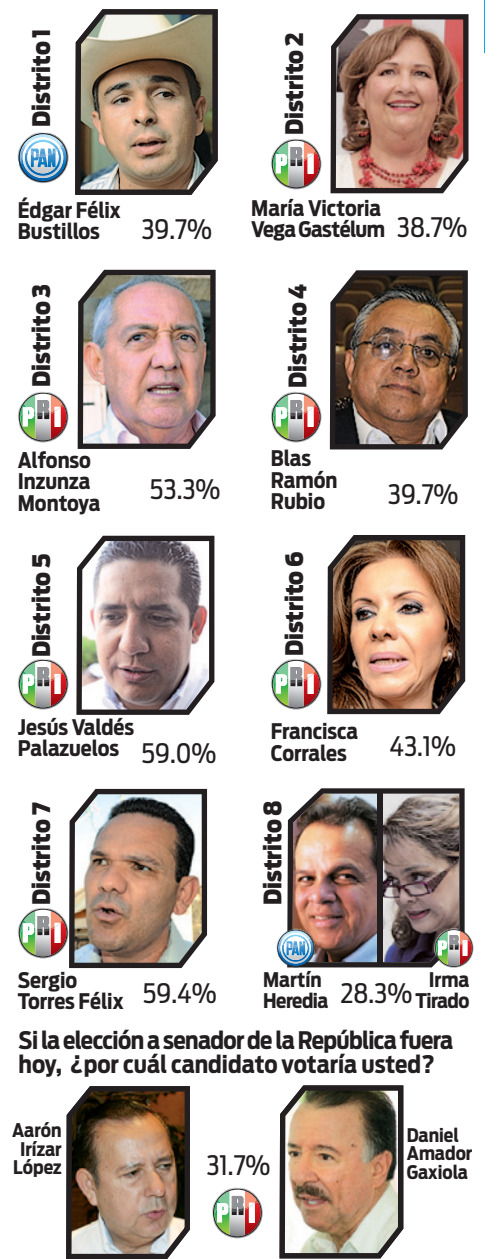 Distrito 1
PAN
Édgar Félix
Bustillos
39.7%
Distrito 2
PRI
María Victoria
Vega Gastélum
38.7%
Distrito 3
PRI
Alfonso
Inzunza
Montoya
53.3%
Distrito 4
PRI
Blas
Ramón
Rubio
39.7%
Distrito 5
PRI
Jesús Valdés
Palazuelos
59.0%
Distrito 6
PRI
Francisca
Corrales
43.1%
Distrito 7
PRI
Sergio
Torres Félix
59.4%
Distrito 8
PAN
PRI
Martín
Heredia
28.3%
Irma
Tirado
Si la elección a senador de la República fuera
hoy, ¿por cuál candidato votaría usted?
Aarón
Irízar
López
31.7%
PRI
Daniel
Amador
Gaxiola